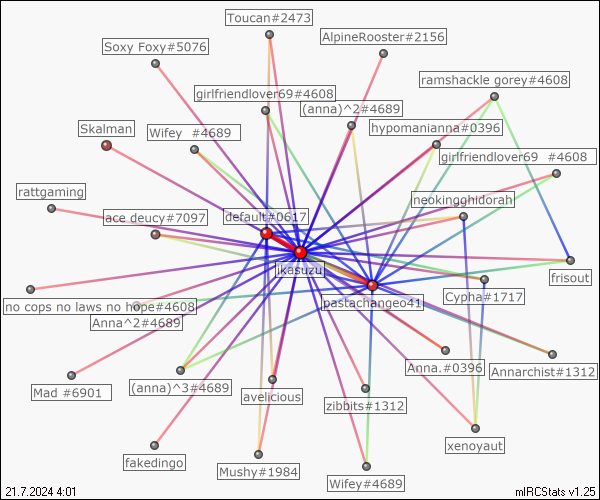 Toucan#2473
AlpineRooster#2156
Soxy Foxy#5076
ramshackle gorey#4608
girlfriendlover69#4608
(anna)^2#4689
Skalman
Wifey #4689
hypomanianna#0396
girlfriendlover69 #4608
rattgaming
neokingghidorah
ace deucy#7097
default#0617
ikasuzu
frisout
no cops no laws no hope#4608
pastachangeo41
Cypha#1717
Anna^2#4689
Mad #6901
(anna)^3#4689
avelicious
Anna.#0396
Annarchist#1312
zibbits#1312
xenoyaut
fakedingo
Mushy#1984
Wifey#4689
21.7.2024 4:01
mIRCStats v1.25